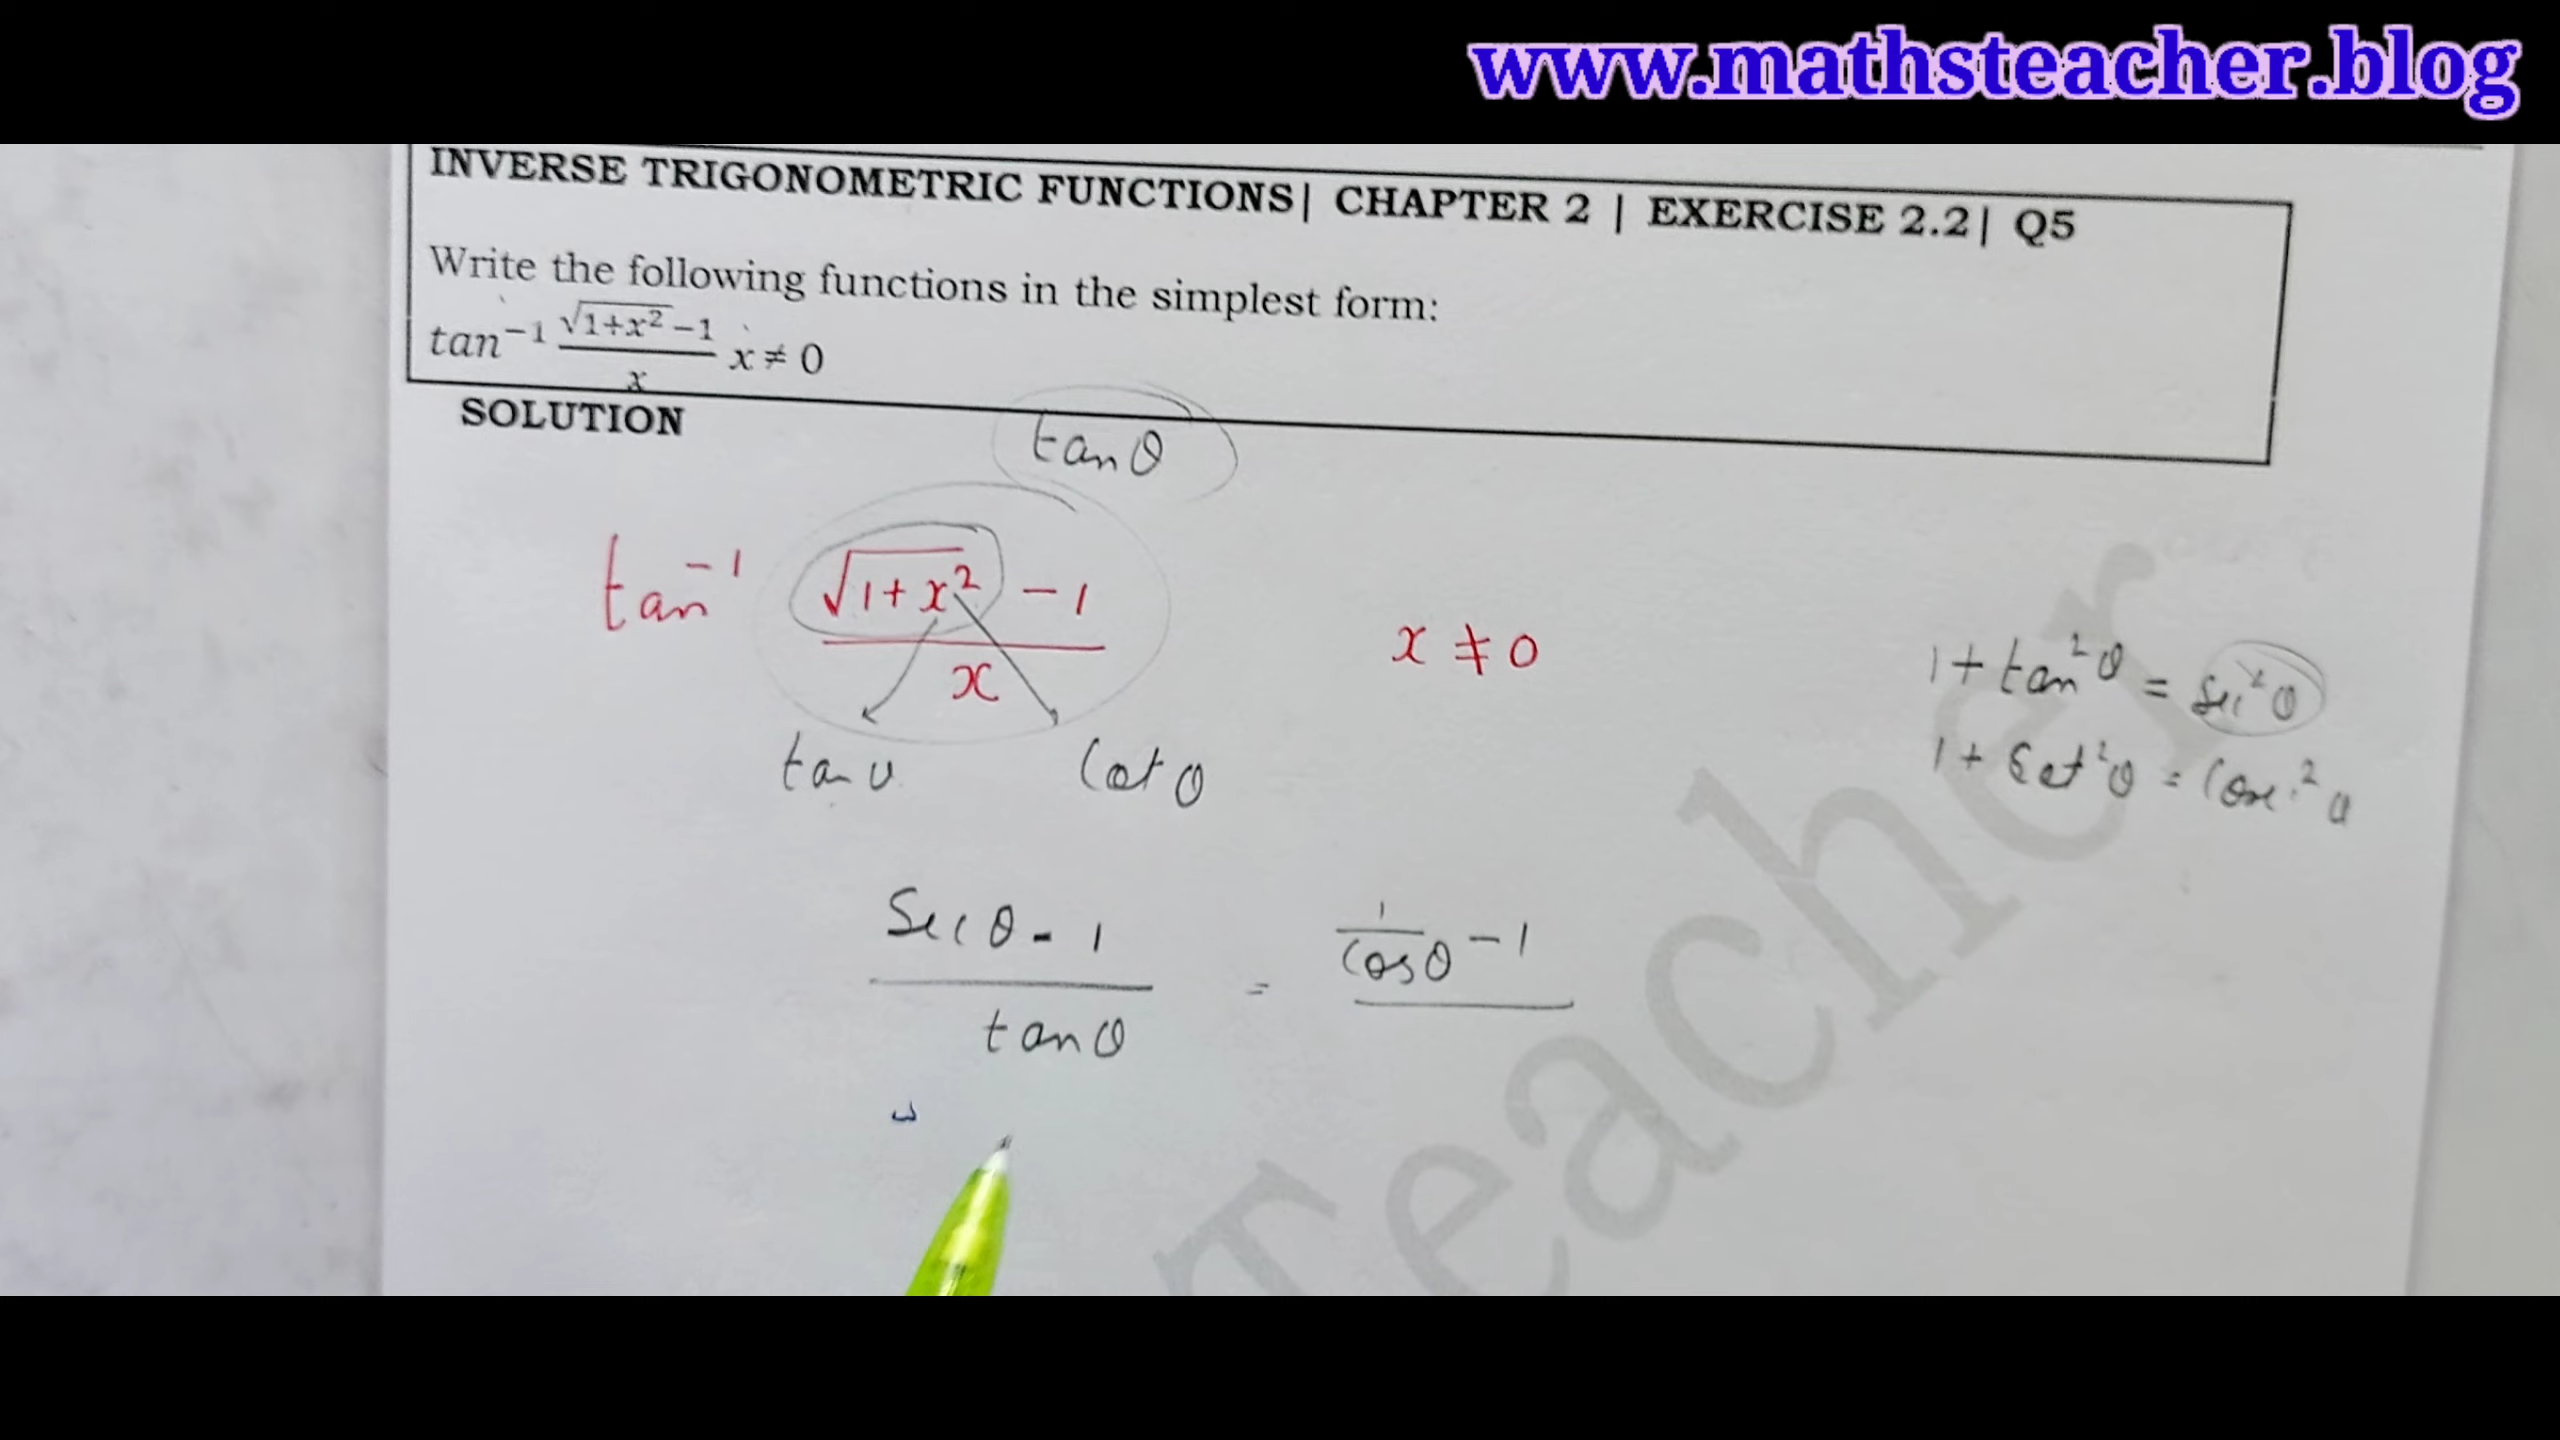 www.mathsteacher.blog
INVERSE TRIGONOMETRIC FUNCTIONS| CHAPTER 2 | EXERCISE 2.2| Q5
Write the following functions in the simplest form:
tan⁻¹ (√1+x² −1)/x x ≠ 0
SOLUTION
tan θ
tan⁻¹ (√1+x² − 1)/x x ≠ 0
1 + tan²θ = sec²θ
tan θ Cot θ
1 + Cot²θ =
Sec θ - 1 / tan θ = 1/Cos θ - 1
Teacher